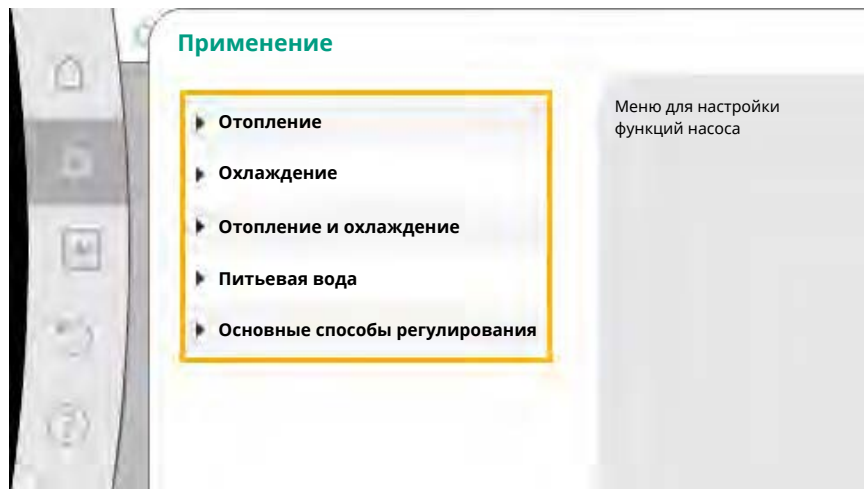 Применение
Отопление
Охлаждение
Отопление и охлаждение
Питьевая вода
Основные способы регулирования
Меню для настройки
функций насоса